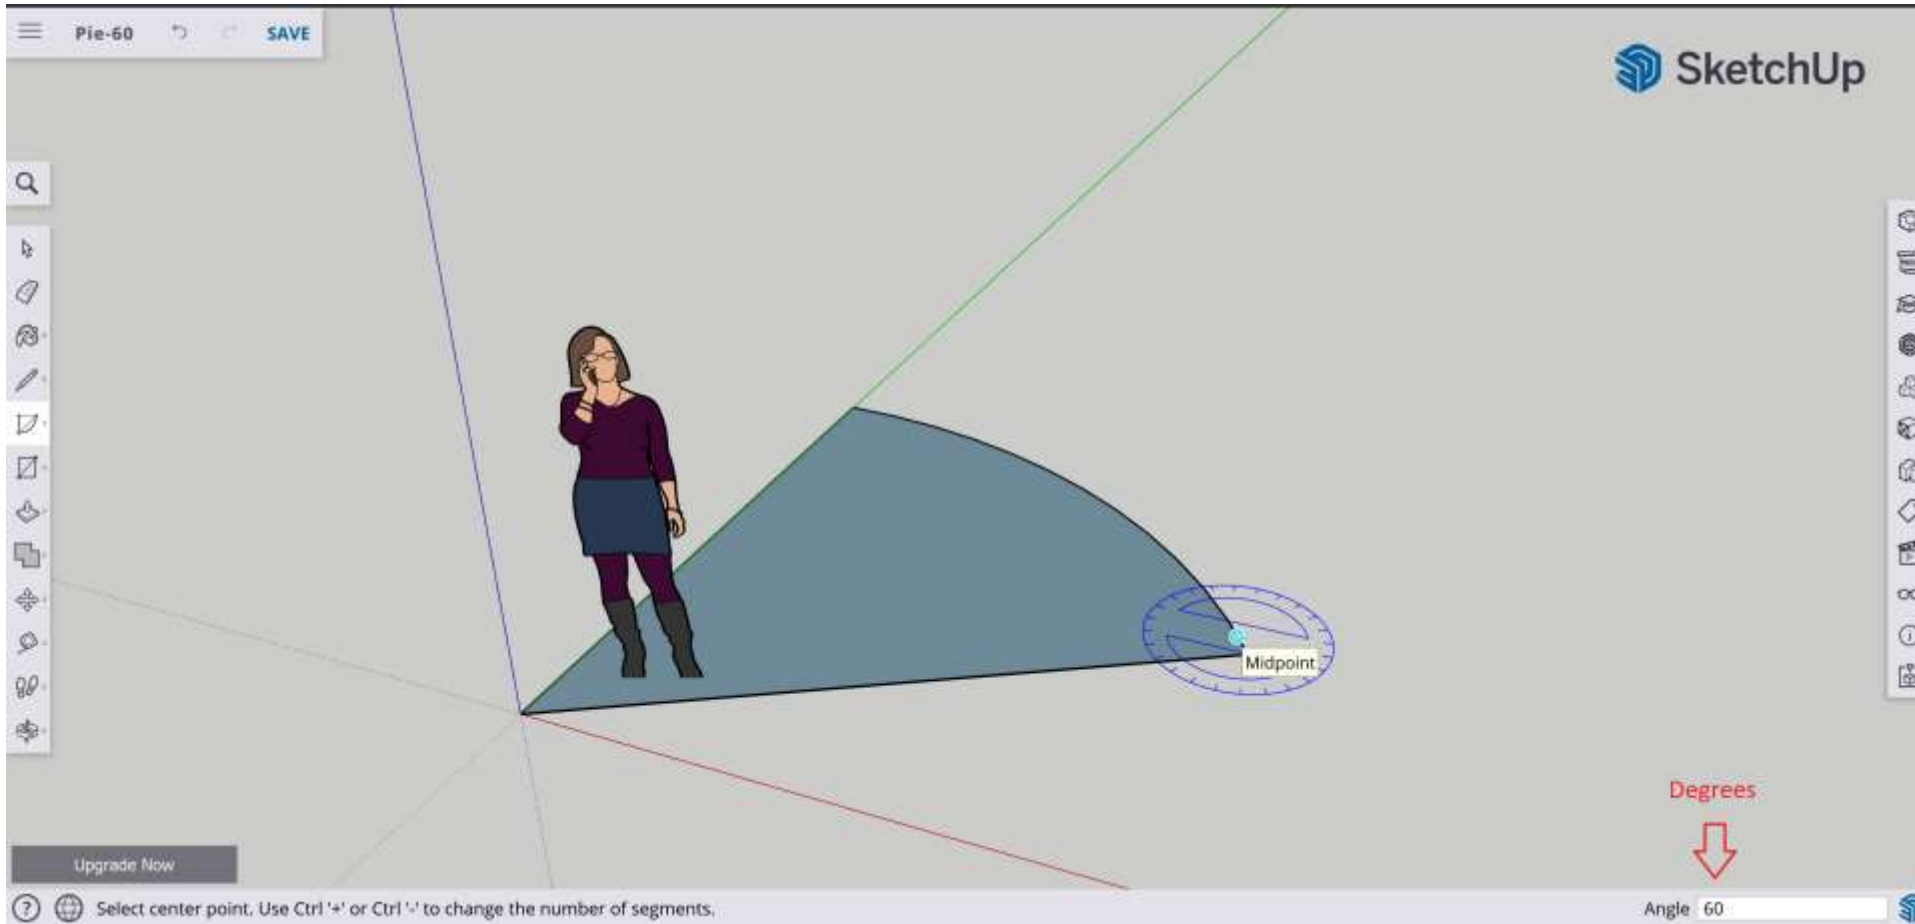 Pie-60 SAVE
SketchUp
Midpoint
Degrees
Upgrade Now
Select center point. Use Ctrl '+' or Ctrl '-' to change the number of segments.
Angle 60